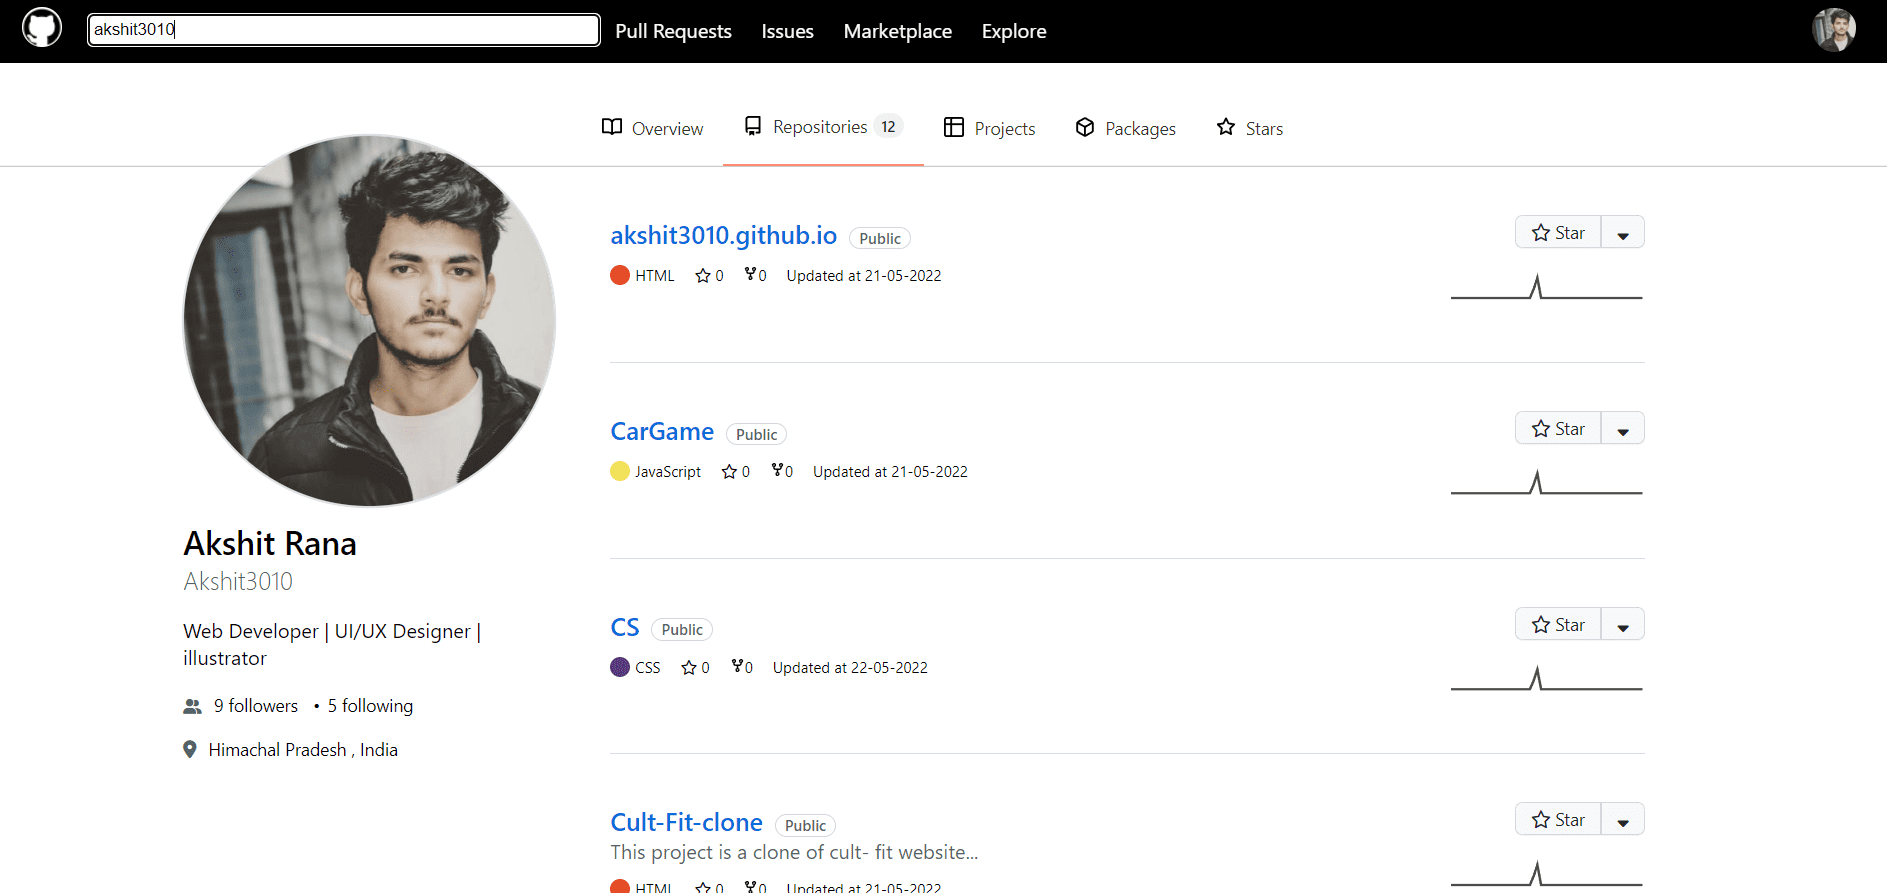 akshit3010 Pull Requests Issues Marketplace Explore
Overview Repositories 12 Projects Packages Stars
akshit3010.github.io Public Star
HTML 0 0 Updated at 21-05-2022
CarGame Public Star
JavaScript 0 0 Updated at 21-05-2022
Akshit Rana
Akshit3010
Web Developer | UI/UX Designer |
illustrator
9 followers • 5 following
Himachal Pradesh , India
CS Public Star
CSS 0 0 Updated at 22-05-2022
Cult-Fit-clone Public Star
This project is a clone of cult- fit website...
HTML 0 0 Updated at 21-05-2022